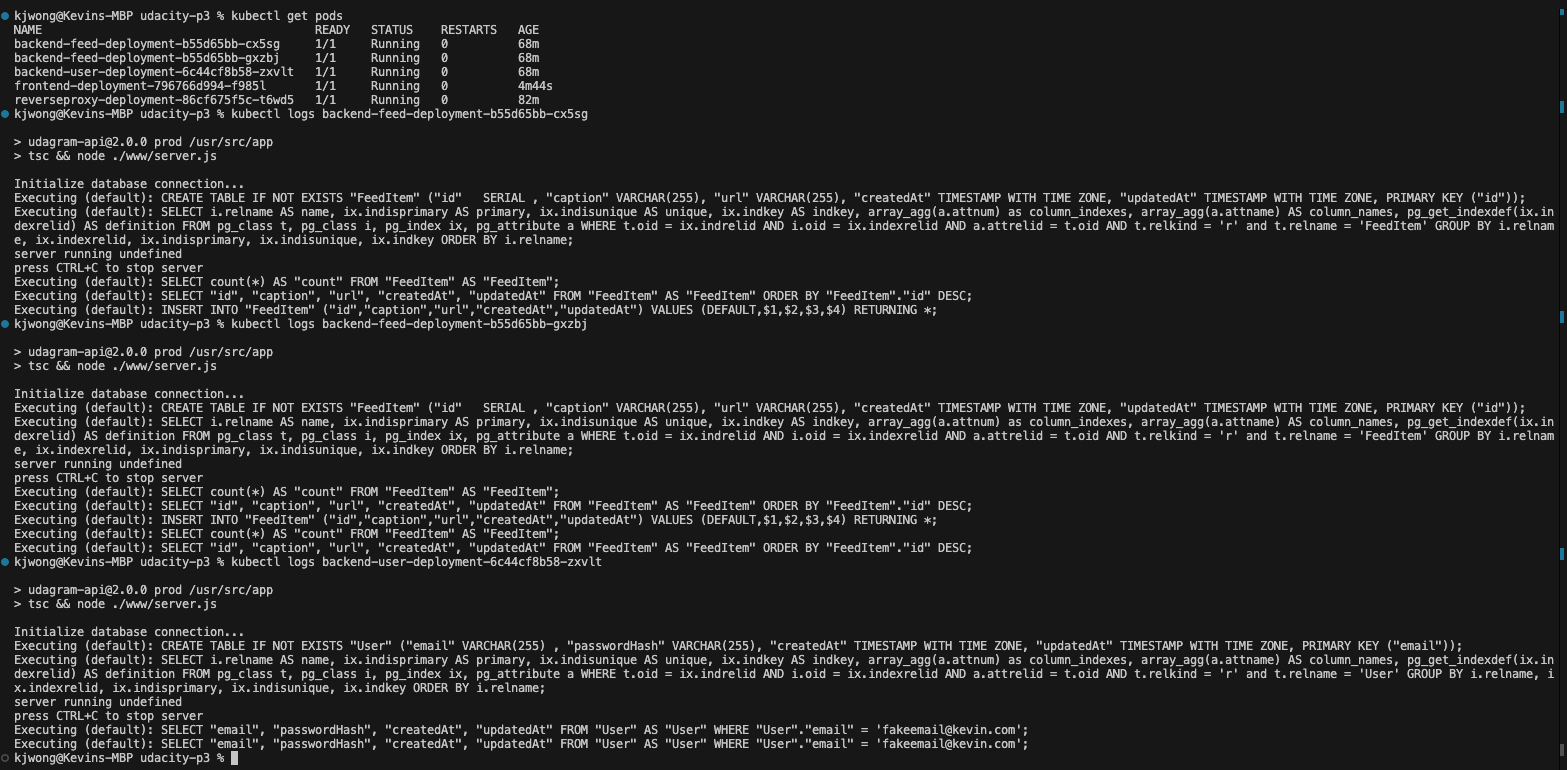 kjwong@Kevins-MBP udacity-p3 % kubectl get pods
NAME                                   READY   STATUS    RESTARTS   AGE
backend-feed-deployment-b55d65bb-cx5sg   1/1     Running   0          68m
backend-feed-deployment-b55d65bb-gxzbj   1/1     Running   0          68m
backend-user-deployment-6c44cf8b58-zxvlt   1/1     Running   0          68m
frontend-deployment-796766d994-f985l   1/1     Running   0          4m44s
reverseproxy-deployment-86cf675f5c-t6wd5   1/1     Running   0          82m
kjwong@Kevins-MBP udacity-p3 % kubectl logs backend-feed-deployment-b55d65bb-cx5sg
> udagram-api@2.0.0 prod /usr/src/app
> tsc && node ./www/server.js
Initialize database connection...
Executing (default): CREATE TABLE IF NOT EXISTS "FeedItem" ("id"   SERIAL , "caption" VARCHAR(255), "url" VARCHAR(255), "createdAt" TIMESTAMP WITH TIME ZONE, "updatedAt" TIMESTAMP WITH TIME ZONE, PRIMARY KEY ("id"));
Executing (default): SELECT i.relname AS name, ix.indisprimary AS primary, ix.indisunique AS unique, ix.indkey AS indkey, array_agg(a.attnum) as column_indexes, array_agg(a.attname) AS column_names, pg_get_indexdef(ix.in
dexrelid) AS definition FROM pg_class t, pg_class i, pg_index ix, pg_attribute a WHERE t.oid = ix.indrelid AND i.oid = ix.indexrelid AND a.attrelid = t.oid AND t.relkind = 'r' and t.relname = 'FeedItem' GROUP BY i.relnam
e, ix.indexrelid, ix.indisprimary, ix.indisunique, ix.indkey ORDER BY i.relname;
server running undefined
press CTRL+C to stop server
Executing (default): SELECT count(*) AS "count" FROM "FeedItem" AS "FeedItem";
Executing (default): SELECT "id", "caption", "url", "createdAt", "updatedAt" FROM "FeedItem" AS "FeedItem" ORDER BY "FeedItem"."id" DESC;
Executing (default): INSERT INTO "FeedItem" ("id","caption","url","createdAt","updatedAt") VALUES (DEFAULT,$1,$2,$3,$4) RETURNING *;
kjwong@Kevins-MBP udacity-p3 % kubectl logs backend-feed-deployment-b55d65bb-gxzbj
> udagram-api@2.0.0 prod /usr/src/app
> tsc && node ./www/server.js
Initialize database connection...
Executing (default): CREATE TABLE IF NOT EXISTS "FeedItem" ("id"   SERIAL , "caption" VARCHAR(255), "url" VARCHAR(255), "createdAt" TIMESTAMP WITH TIME ZONE, "updatedAt" TIMESTAMP WITH TIME ZONE, PRIMARY KEY ("id"));
Executing (default): SELECT i.relname AS name, ix.indisprimary AS primary, ix.indisunique AS unique, ix.indkey AS indkey, array_agg(a.attnum) as column_indexes, array_agg(a.attname) AS column_names, pg_get_indexdef(ix.in
dexrelid) AS definition FROM pg_class t, pg_class i, pg_index ix, pg_attribute a WHERE t.oid = ix.indrelid AND i.oid = ix.indexrelid AND a.attrelid = t.oid AND t.relkind = 'r' and t.relname = 'FeedItem' GROUP BY i.relnam
e, ix.indexrelid, ix.indisprimary, ix.indisunique, ix.indkey ORDER BY i.relname;
server running undefined
press CTRL+C to stop server
Executing (default): SELECT count(*) AS "count" FROM "FeedItem" AS "FeedItem";
Executing (default): SELECT "id", "caption", "url", "createdAt", "updatedAt" FROM "FeedItem" AS "FeedItem" ORDER BY "FeedItem"."id" DESC;
Executing (default): INSERT INTO "FeedItem" ("id","caption","url","createdAt","updatedAt") VALUES (DEFAULT,$1,$2,$3,$4) RETURNING *;
Executing (default): SELECT count(*) AS "count" FROM "FeedItem" AS "FeedItem";
Executing (default): SELECT "id", "caption", "url", "createdAt", "updatedAt" FROM "FeedItem" AS "FeedItem" ORDER BY "FeedItem"."id" DESC;
kjwong@Kevins-MBP udacity-p3 % kubectl logs backend-user-deployment-6c44cf8b58-zxvlt
> udagram-api@2.0.0 prod /usr/src/app
> tsc && node ./www/server.js
Initialize database connection...
Executing (default): CREATE TABLE IF NOT EXISTS "User" ("email" VARCHAR(255) , "passwordHash" VARCHAR(255), "createdAt" TIMESTAMP WITH TIME ZONE, "updatedAt" TIMESTAMP WITH TIME ZONE, PRIMARY KEY ("email"));
Executing (default): SELECT i.relname AS name, ix.indisprimary AS primary, ix.indisunique AS unique, ix.indkey AS indkey, array_agg(a.attnum) as column_indexes, array_agg(a.attname) AS column_names, pg_get_indexdef(ix.in
dexrelid) AS definition FROM pg_class t, pg_class i, pg_index ix, pg_attribute a WHERE t.oid = ix.indrelid AND i.oid = ix.indexrelid AND a.attrelid = t.oid AND t.relkind = 'r' and t.relname = 'User' GROUP BY i.relname, i
x.indexrelid, ix.indisprimary, ix.indisunique, ix.indkey ORDER BY i.relname;
server running undefined
press CTRL+C to stop server
Executing (default): SELECT "email", "passwordHash", "createdAt", "updatedAt" FROM "User" AS "User" WHERE "User"."email" = 'fakeemail@kevin.com';
Executing (default): SELECT "email", "passwordHash", "createdAt", "updatedAt" FROM "User" AS "User" WHERE "User"."email" = 'fakeemail@kevin.com';
kjwong@Kevins-MBP udacity-p3 %